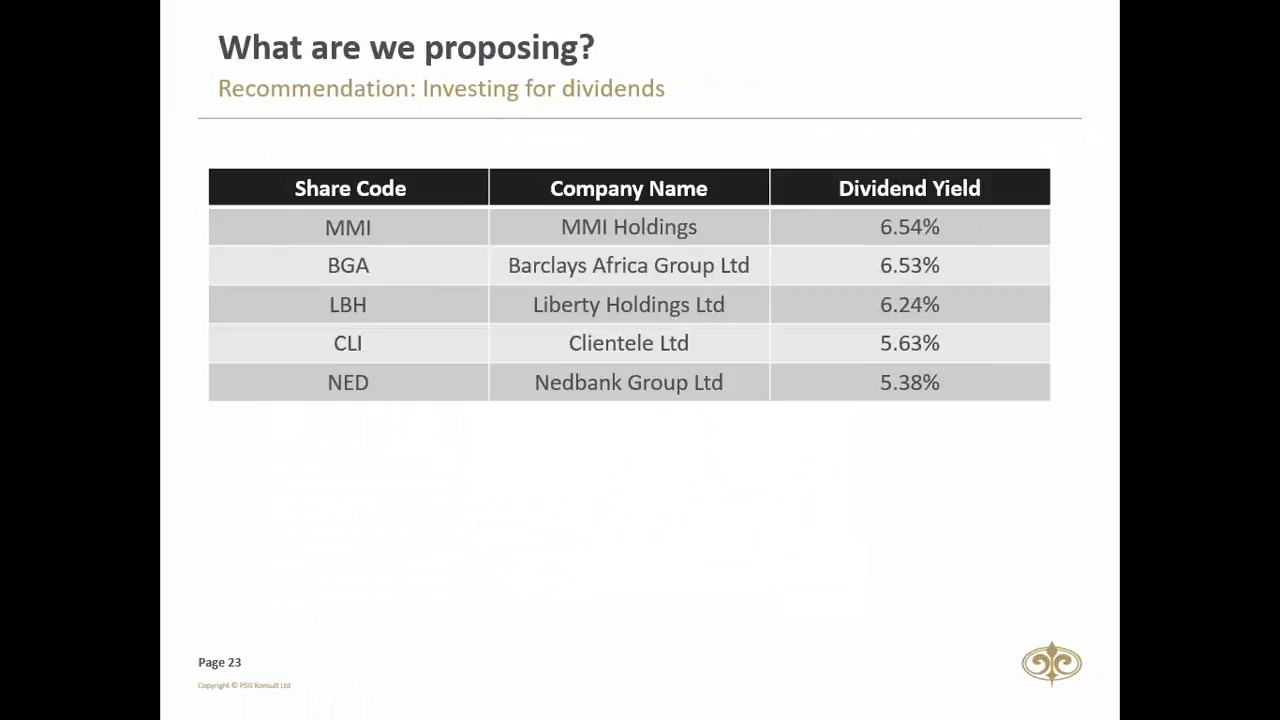 What are we proposing?
Recommendation: Investing for dividends
Share Code Company Name Dividend Yield
MMI MMI Holdings 6.54%
BGA Barclays Africa Group Ltd 6.53%
LBH Liberty Holdings Ltd 6.24%
CLI Clientele Ltd 5.63%
NED Nedbank Group Ltd 5.38%
Page 23
Copyright © PSG Konsult Ltd